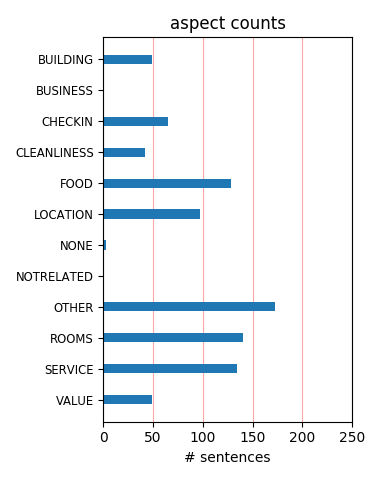 aspect counts
BUILDING
BUSINESS
CHECKIN
CLEANLINESS
FOOD
LOCATION
NONE
NOTRELATED
OTHER
ROOMS
SERVICE
VALUE
0 50 100 150 200 250
# sentences